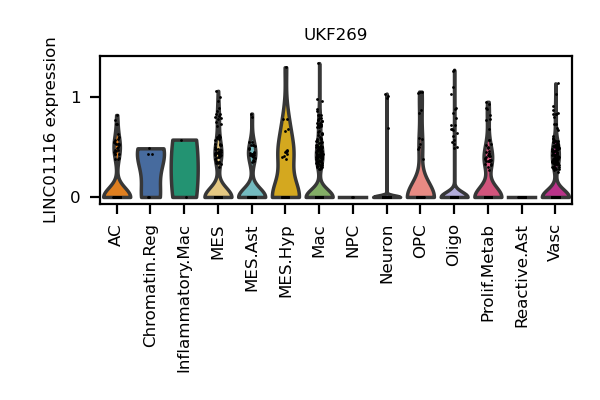 UKF269
LINC01116 expression
1
0
AC
Chromatin.Reg
Inflammatory.Mac
MES
MES.Ast
MES.Hyp
Mac
NPC
Neuron
OPC
Oligo
Prolif.Metab
Reactive.Ast
Vasc